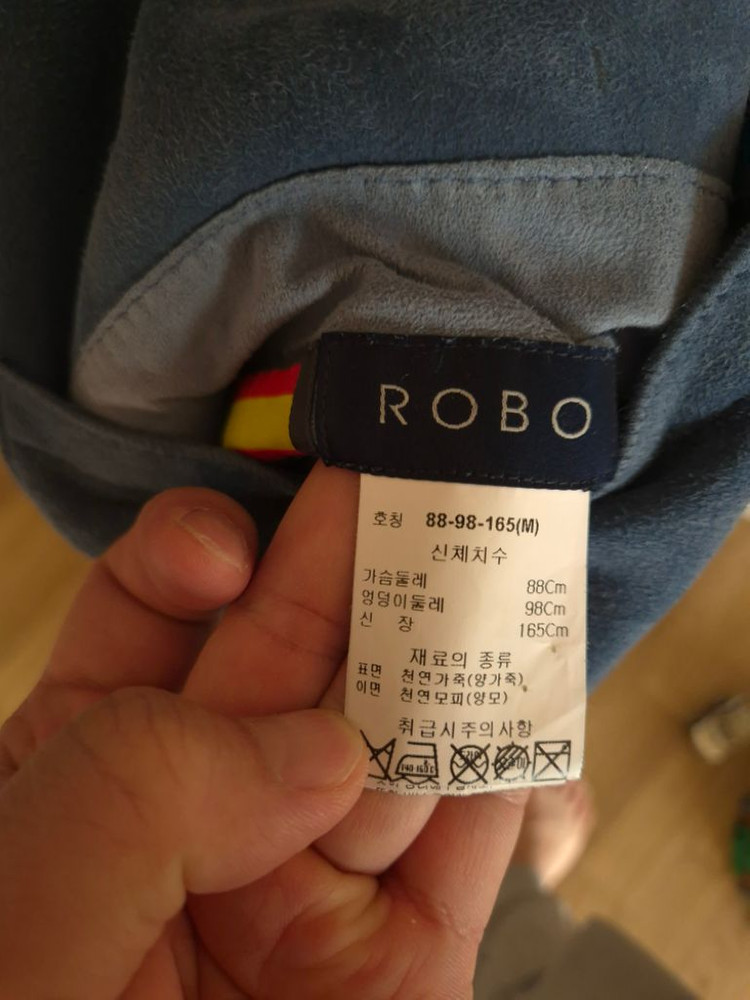 ROBO
호칭 88-98-165(M)
신체치수
가슴둘레 88Cm
엉덩이둘레 98Cm
신 장 165Cm
재료의 종류
표면 천연가죽(양가죽)
이면 천연모피(양모)
취급시주의사항